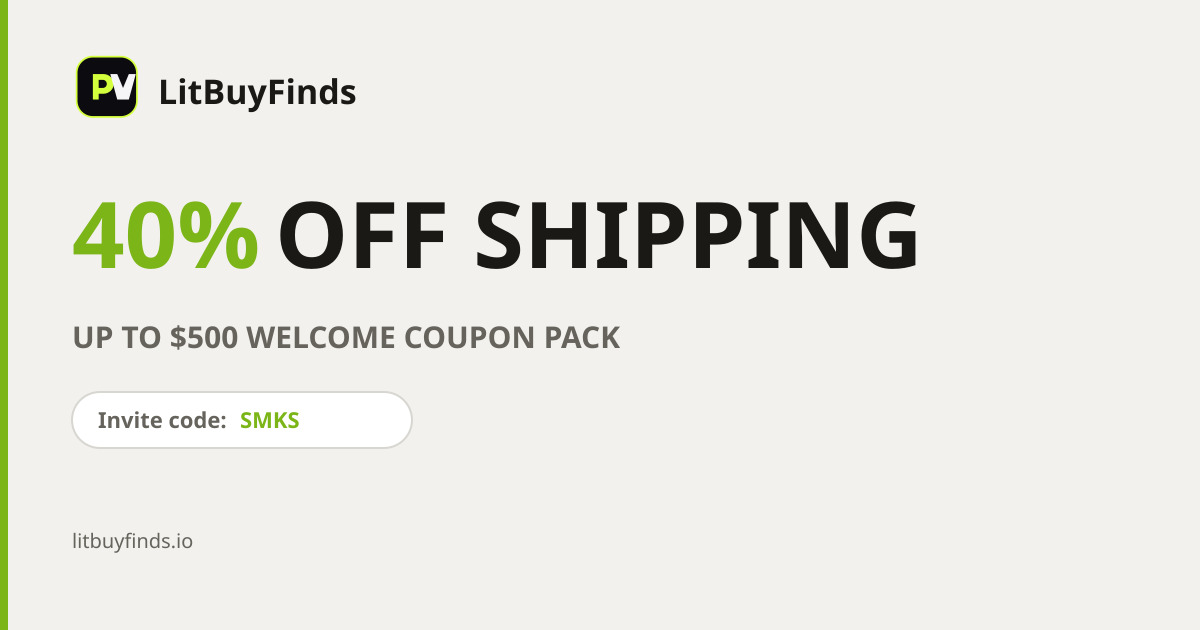 PV LitBuyFinds
40% OFF SHIPPING
UP TO $500 WELCOME COUPON PACK
Invite code: SMKS
litbuyfinds.io